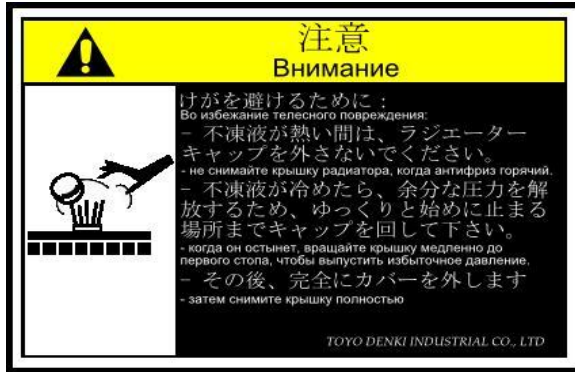 注意
Внимание
けがを避けるために：
Во избежание телесного повреждения:
- 不凍液が熱い間は、ラジエーター
キャップを外さないでください。
- не снимайте крышку радиатора, когда антифриз горячий.
- 不凍液が冷めたら、余分な圧力を解
放するため、ゆっくりと始めに止まる
場所までキャップを回して下さい。
- когда он остынет, вращайте крышку медленно до
первого стопа, чтобы выпустить избыточное давление.
- その後、完全にカバーを外します
- затем снимите крышку полностью
TOYO DENKI INDUSTRIAL CO., LTD